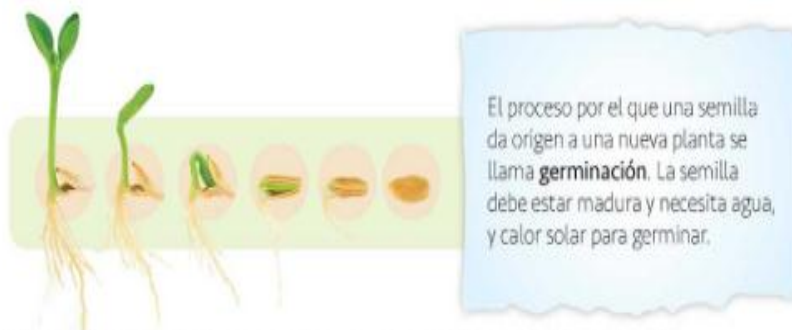 El proceso por el que una semilla
da origen a una nueva planta se
llama germinación. La semilla
debe estar madura y necesita agua,
y calor solar para germinar.